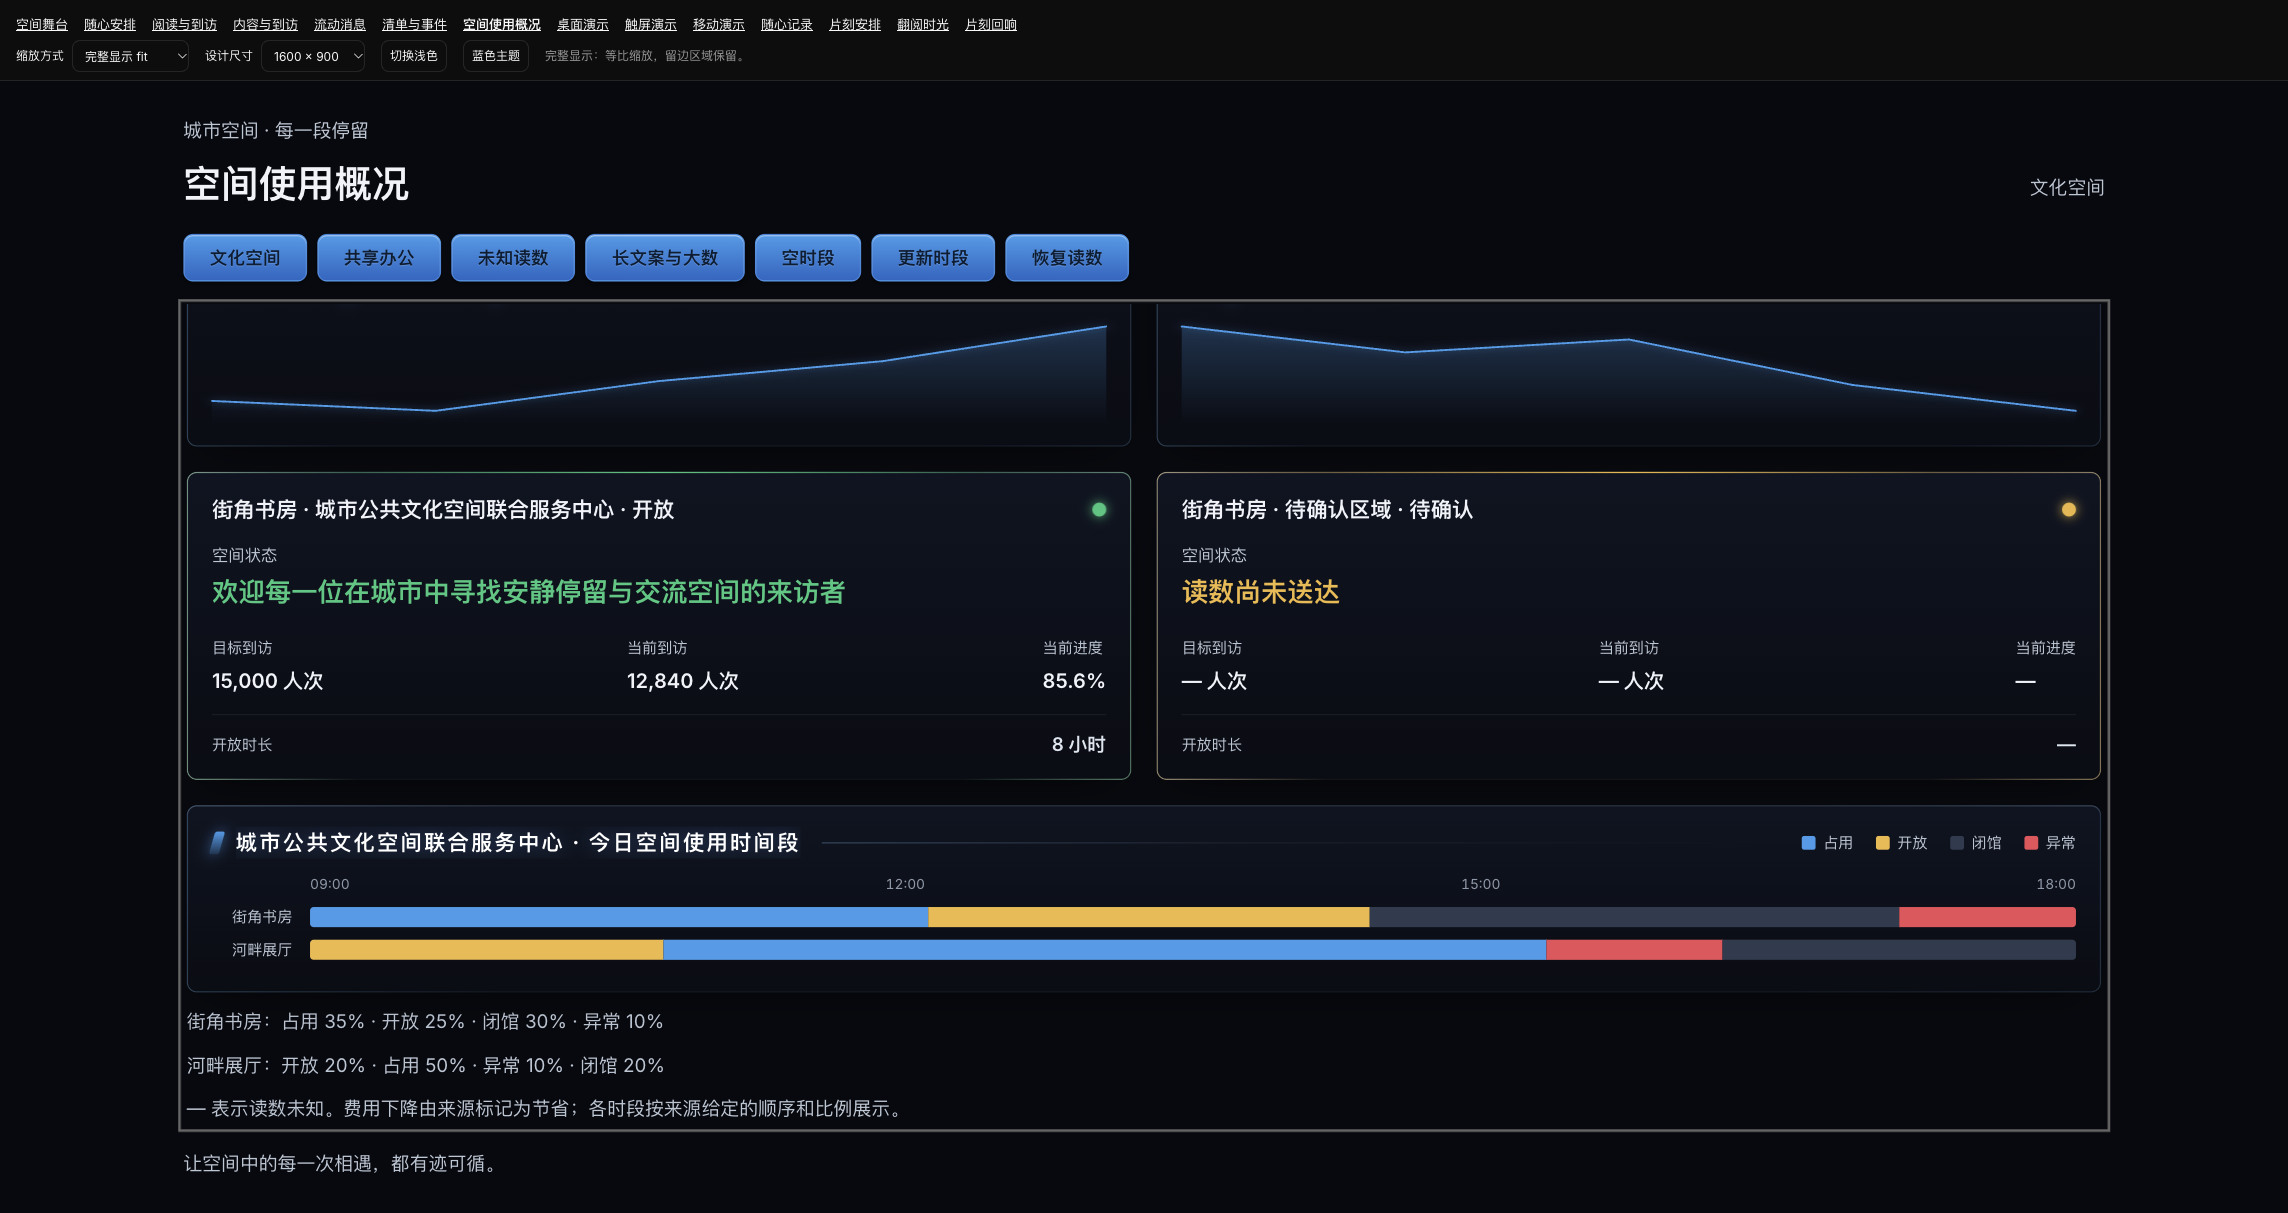 空间舞台 随心安排 阅读与到访 内容与到访 流动消息 清单与事件 空间使用概况 桌面演示 触屏演示 移动演示 随心记录 片刻安排 翻阅时光 片刻回响
缩放方式 完整显示 fit 设计尺寸 1600 × 900 切换浅色 蓝色主题 完整显示：等比缩放，留边区域保留。
城市空间 · 每一段停留
空间使用概况
文化空间
文化空间 共享办公 未知读数 长文案与大数 空时段 更新时段 恢复读数
街角书房 · 城市公共文化空间联合服务中心 · 开放
空间状态
欢迎每一位在城市中寻找安静停留与交流空间的来访者
目标到访 当前到访 当前进度
15,000 人次 12,840 人次 85.6%
开放时长 8 小时
街角书房 · 待确认区域 · 待确认
空间状态
读数尚未送达
目标到访 当前到访 当前进度
— 人次 — 人次 —
开放时长 —
城市公共文化空间联合服务中心 · 今日空间使用时间段
占用 开放 闭馆 异常
09:00 12:00 15:00 18:00
街角书房
河畔展厅
街角书房：占用 35% · 开放 25% · 闭馆 30% · 异常 10%
河畔展厅：开放 20% · 占用 50% · 异常 10% · 闭馆 20%
— 表示读数未知。费用下降由来源标记为节省；各时段按来源给定的顺序和比例展示。
让空间中的每一次相遇，都有迹可循。